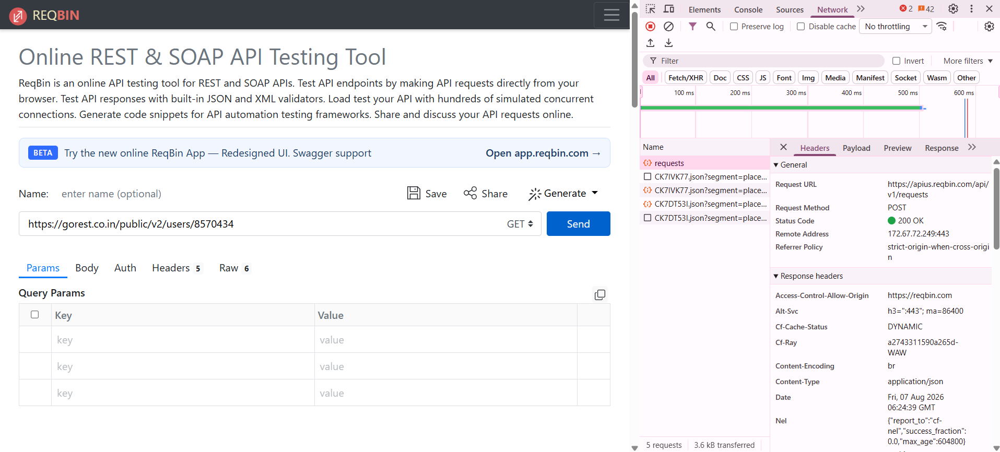 REQBIN
Online REST & SOAP API Testing Tool
ReqBin is an online API testing tool for REST and SOAP APIs. Test API endpoints by making API requests directly from your
browser. Test API responses with built-in JSON and XML validators. Load test your API with hundreds of simulated concurrent
connections. Generate code snippets for API automation testing frameworks. Share and discuss your API requests online.
BETA Try the new online ReqBin App — Redesigned UI. Swagger support Open app.reqbin.com →
Name: enter name (optional) Save Share Generate
https://gorest.co.in/public/v2/users/8570434 GET Send
Params Body Auth Headers 5 Raw 6
Query Params
Key Value
key value
key value
key value
Elements Console Sources Network 2 42
Preserve log Disable cache No throttling
Filter Invert More filters
All Fetch/XHR Doc CSS JS Font Img Media Manifest Socket Wasm Other
100 ms 200 ms 300 ms 400 ms 500 ms 600 ms
Name
requests
CK7IVK77.json?segment=place...
CK7IVK77.json?segment=place...
CK7DT53I.json?segment=place...
CK7DT53I.json?segment=place...
5 requests 3.6 kB transferred
Headers Payload Preview Response
General
Request URL https://apius.reqbin.com/api/
v1/requests
Request Method POST
Status Code 200 OK
Remote Address 172.67.72.249:443
Referrer Policy strict-origin-when-cross-origi
n
Response headers
Access-Control-Allow-Origin https://reqbin.com
Alt-Svc h3=":443"; ma=86400
Cf-Cache-Status DYNAMIC
Cf-Ray a2743311590a265d-
WAW
Content-Encoding br
Content-Type application/json
Date Fri, 07 Aug 2026
06:24:39 GMT
Nel {"report_to":"cf-
nel","success_fraction":
0.0,"max_age":604800}